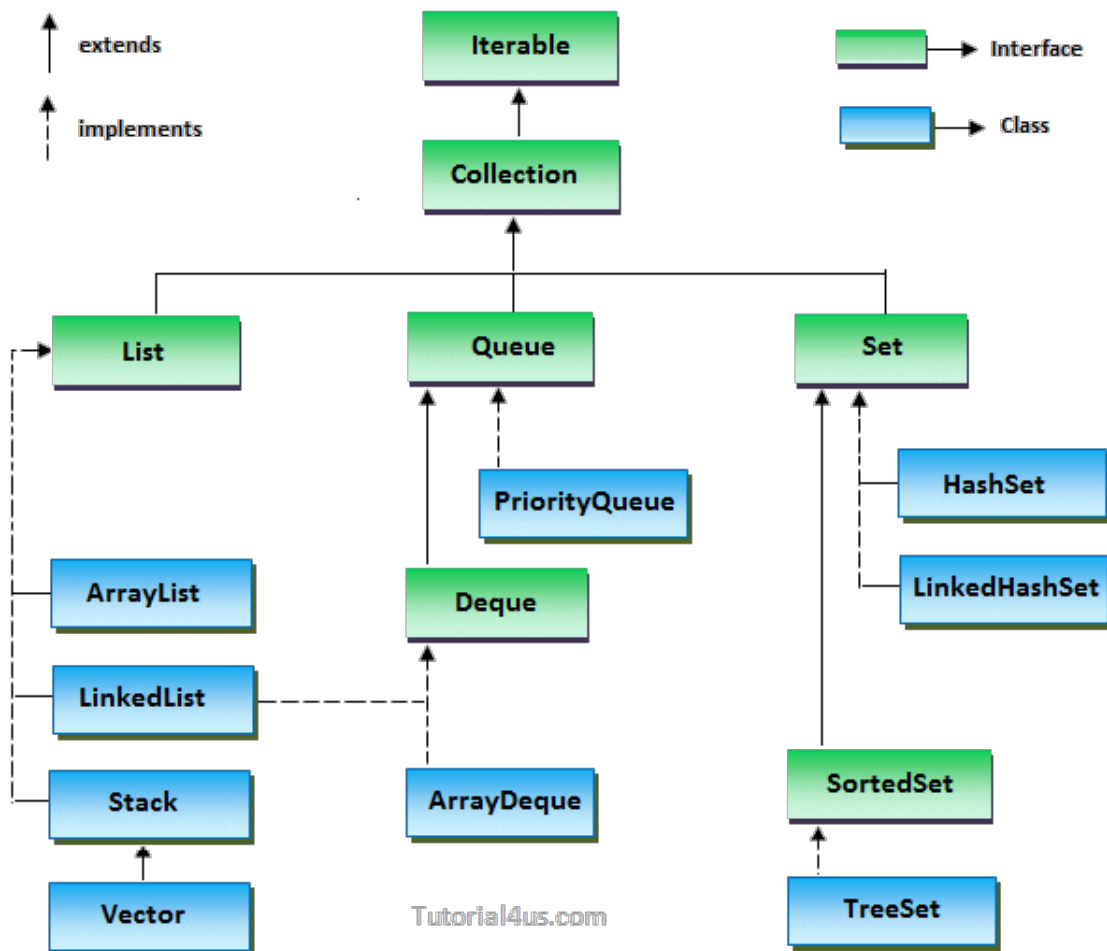 extends
implements
Iterable
Interface
Class
Collection
List
Queue
Set
PriorityQueue
HashSet
ArrayList
Deque
LinkedHashSet
LinkedList
Stack
ArrayDeque
SortedSet
Vector
Tutorial4us.com
TreeSet